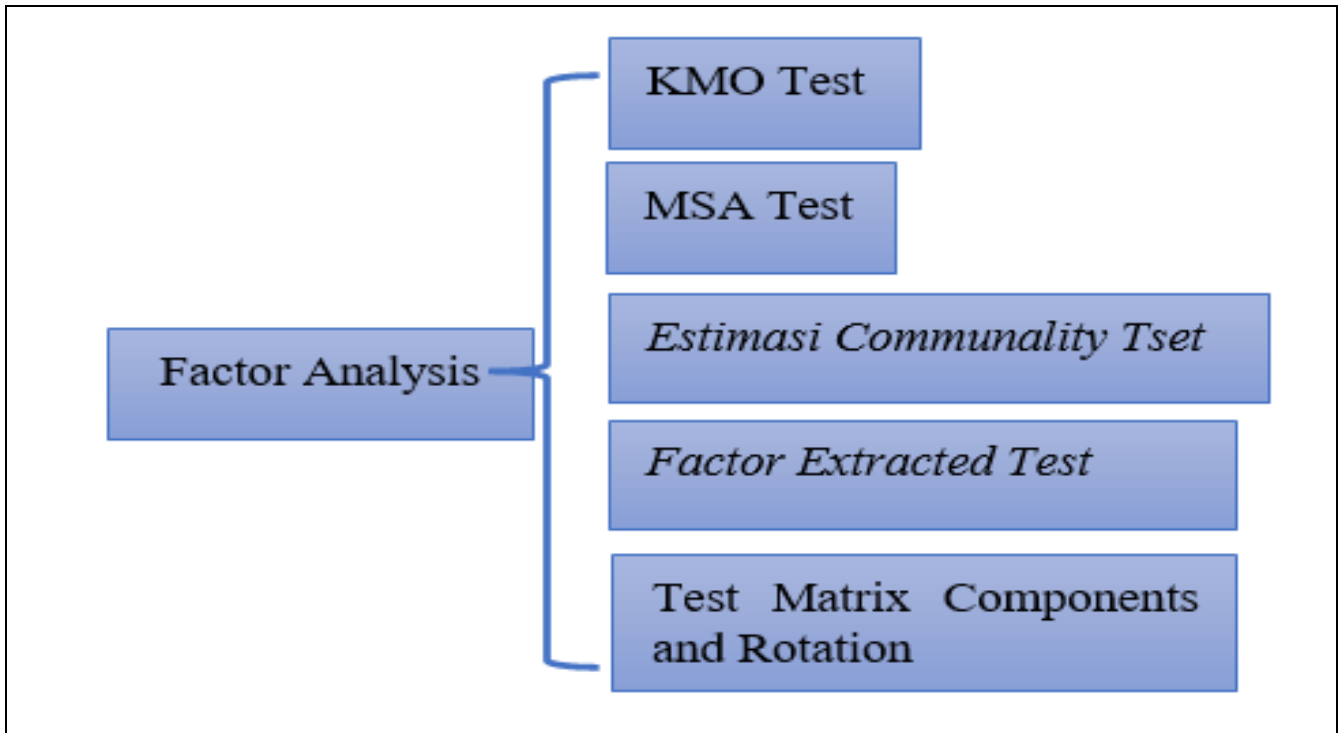 KMO Test
MSA Test
Estimasi Communality Tset
Factor Analysis
Factor Extracted Test
Test Matrix Components
and Rotation